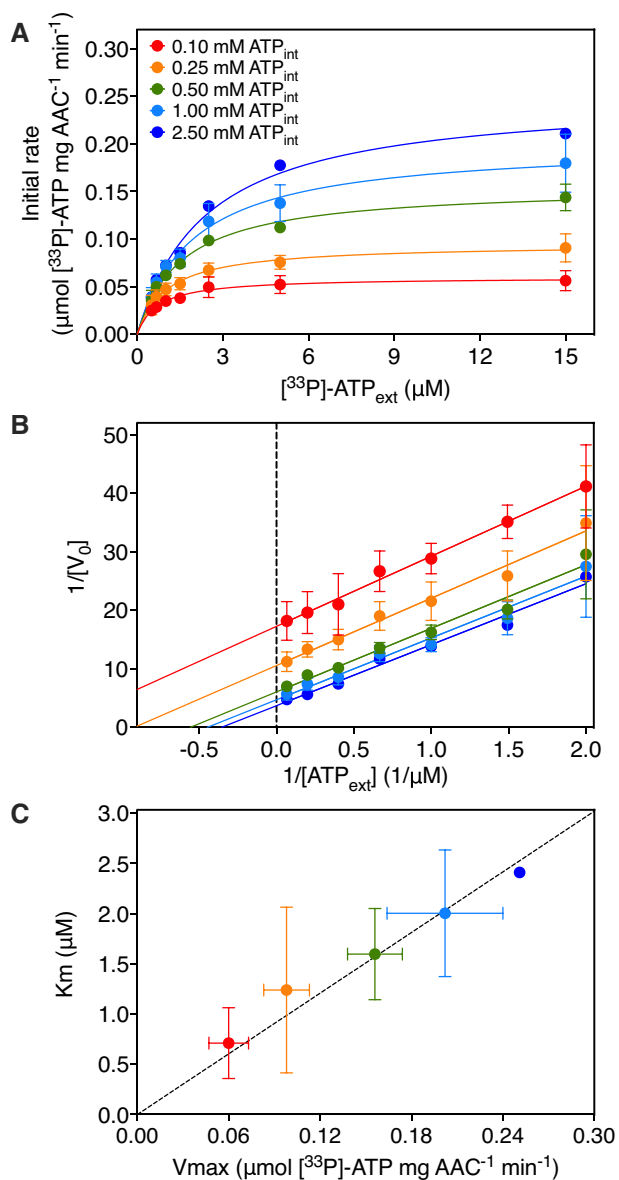 A
0.30
0.25
0.20
0.15
0.10
0.05
0.00
Initial rate
(µmol [³³P]-ATP mg AAC⁻¹ min⁻¹)
0.10 mM ATPint
0.25 mM ATPint
0.50 mM ATPint
1.00 mM ATPint
2.50 mM ATPint
0 3 6 9 12 15
[³³P]-ATPext (µM)
B
50
40
30
20
10
0
1/[V₀]
-0.5 0.0 0.5 1.0 1.5 2.0
1/[ATPext] (1/µM)
C
3.0
2.5
2.0
1.5
1.0
0.5
0.0
Km (µM)
0.00 0.06 0.12 0.18 0.24 0.30
Vmax (µmol [³³P]-ATP mg AAC⁻¹ min⁻¹)